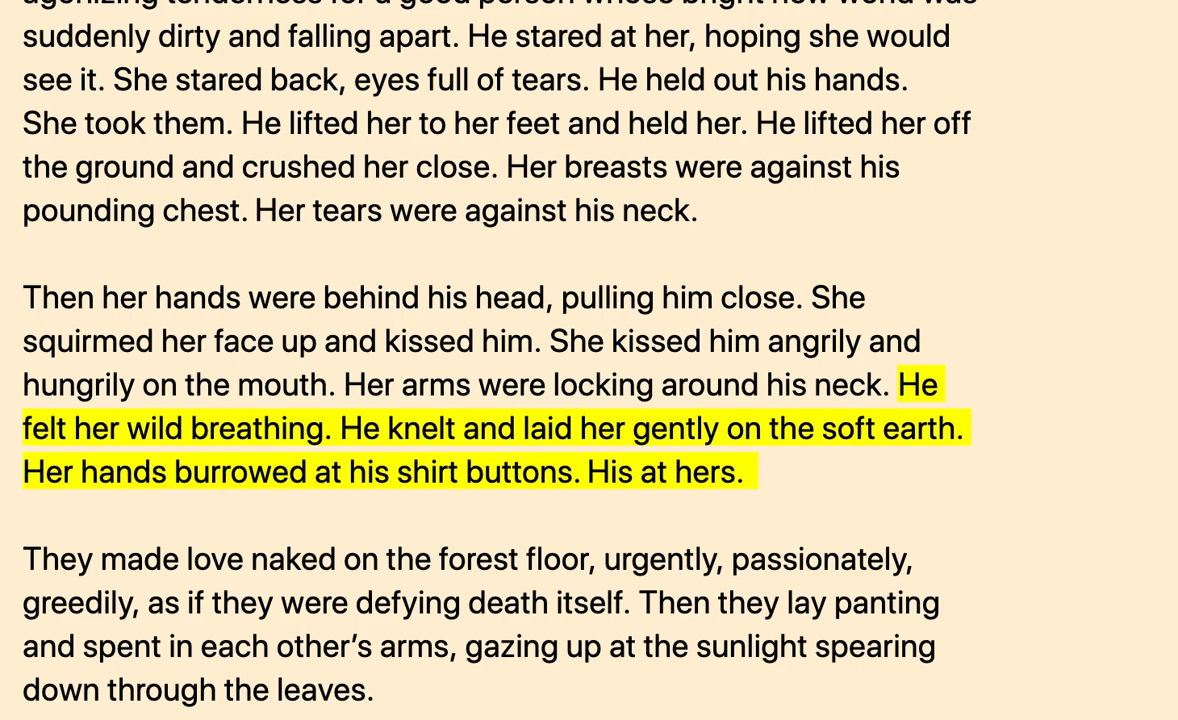 suddenly dirty and falling apart. He stared at her, hoping she would
see it. She stared back, eyes full of tears. He held out his hands.
She took them. He lifted her to her feet and held her. He lifted her off
the ground and crushed her close. Her breasts were against his
pounding chest. Her tears were against his neck.
Then her hands were behind his head, pulling him close. She
squirmed her face up and kissed him. She kissed him angrily and
hungrily on the mouth. Her arms were locking around his neck. He
felt her wild breathing. He knelt and laid her gently on the soft earth.
Her hands burrowed at his shirt buttons. His at hers.
They made love naked on the forest floor, urgently, passionately,
greedily, as if they were defying death itself. Then they lay panting
and spent in each other’s arms, gazing up at the sunlight spearing
down through the leaves.